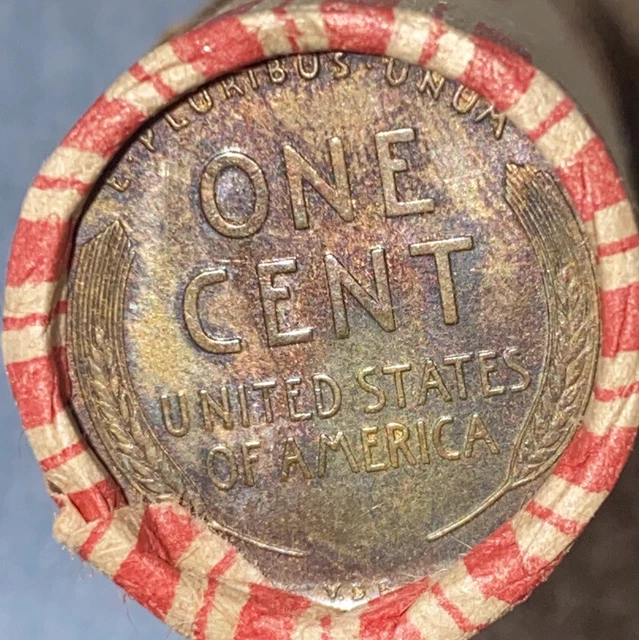 E·PLURIBUS·UNUM
ONE
CENT
UNITED STATES
OF AMERICA
V.D.B.